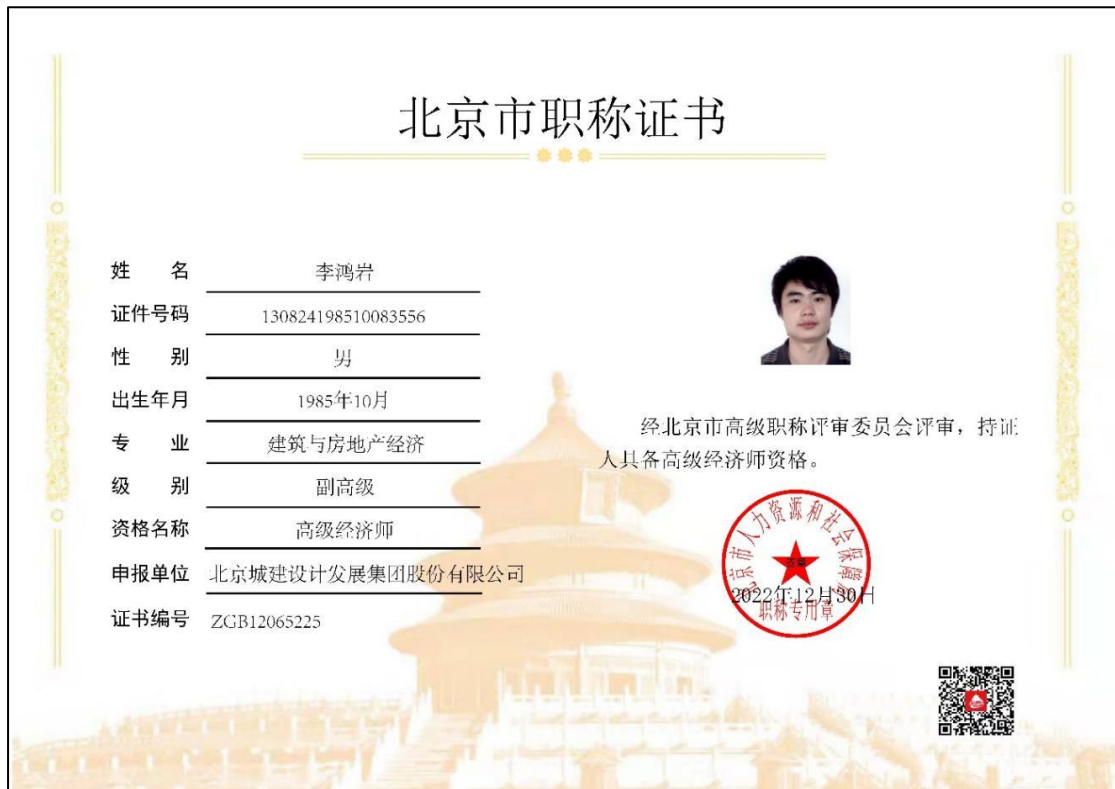 北京市职称证书
姓 名 李鸿岩
证件号码 130824198510083556
性 别 男
出生年月 1985年10月
专 业 建筑与房地产经济
级 别 副高级
资格名称 高级经济师
申报单位 北京城建设计发展集团股份有限公司
证书编号 ZGB12065225
经北京市高级职称评审委员会评审，持证
人具备高级经济师资格。
北京市人力资源和社会保障局
2022年12月30日
职称专用章